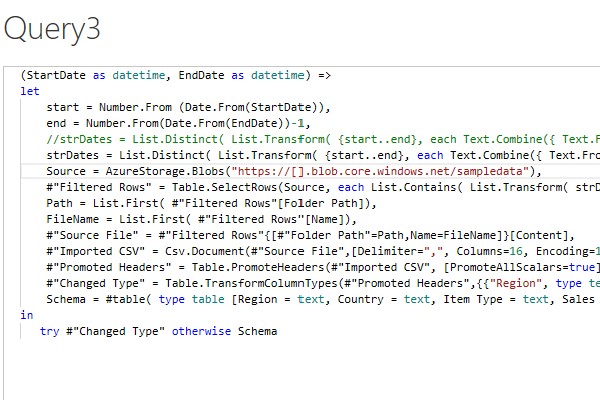 Query3
(StartDate as datetime, EndDate as datetime) =>
let
start = Number.From (Date.From(StartDate)),
end = Number.From(Date.From(EndDate))-1,
//strDates = List.Distinct( List.Transform( {start..end}, each Text.Combine({ Text.F
strDates = List.Distinct( List.Transform( {start..end}, each Text.Combine({ Text.Fro
Source = AzureStorage.Blobs("https://[].blob.core.windows.net/sampledata"),
#"Filtered Rows" = Table.SelectRows(Source, each List.Contains( List.Transform( strD
Path = List.First( #"Filtered Rows"[Folder Path]),
FileName = List.First( #"Filtered Rows"[Name]),
#"Source File" = #"Filtered Rows"{[#"Folder Path"=Path,Name=FileName]}[Content],
#"Imported CSV" = Csv.Document(#"Source File",[Delimiter=",", Columns=16, Encoding=1
#"Promoted Headers" = Table.PromoteHeaders(#"Imported CSV", [PromoteAllScalars=true]
#"Changed Type" = Table.TransformColumnTypes(#"Promoted Headers",{{"Region", type te
Schema = #table( type table [Region = text, Country = text, Item Type = text, Sales
in
try #"Changed Type" otherwise Schema